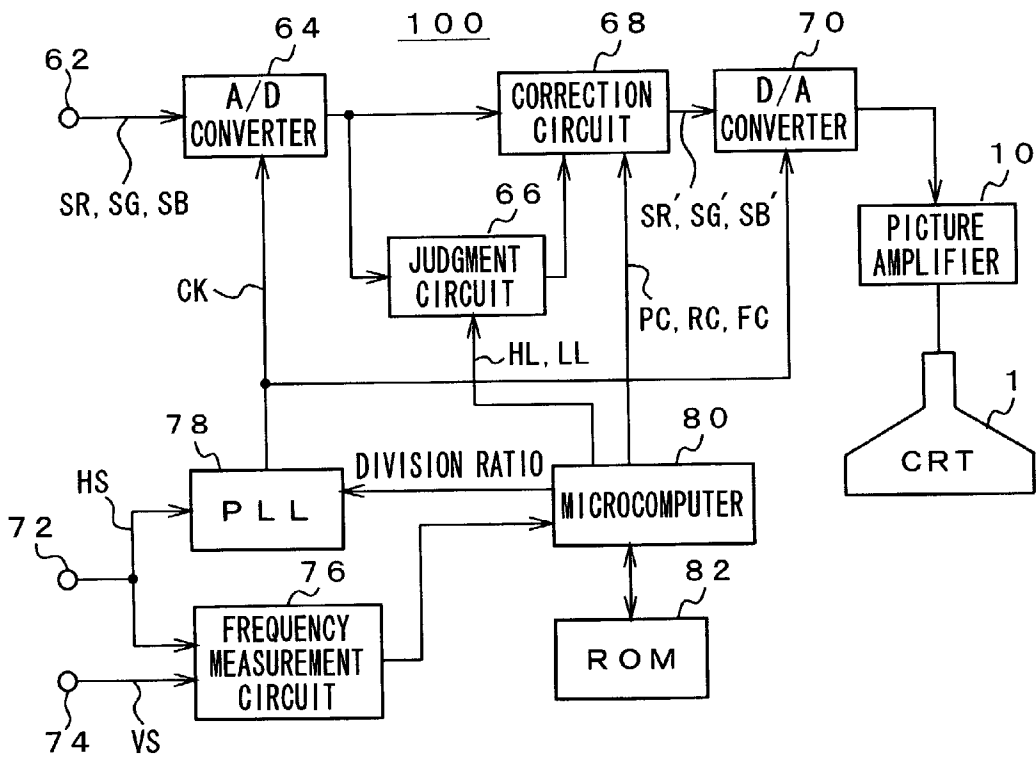 100
62
64
68
70
A/D
CONVERTER
CORRECTION
CIRCUIT
D/A
CONVERTER
10
SR, SG, SB
66
SR′, SG′, SB′
PICTURE
AMPLIFIER
JUDGMENT
CIRCUIT
CK
PC, RC, FC
HL, LL
1
78
80
CRT
DIVISION RATIO
HS
PLL
MICROCOMPUTER
72
76
82
FREQUENCY
MEASUREMENT
CIRCUIT
ROM
74
VS